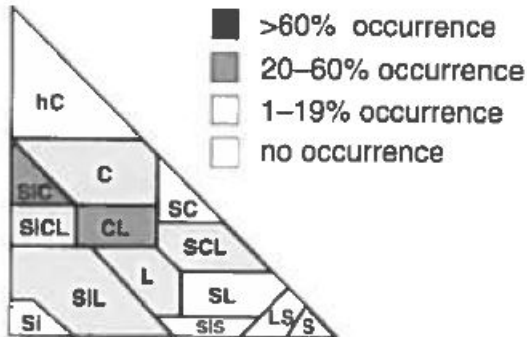 >60% occurrence
20–60% occurrence
1–19% occurrence
no occurrence
hC
C
SiC
SC
SiCL
CL
SCL
L
SiL
SL
Si
SiS
LS
S